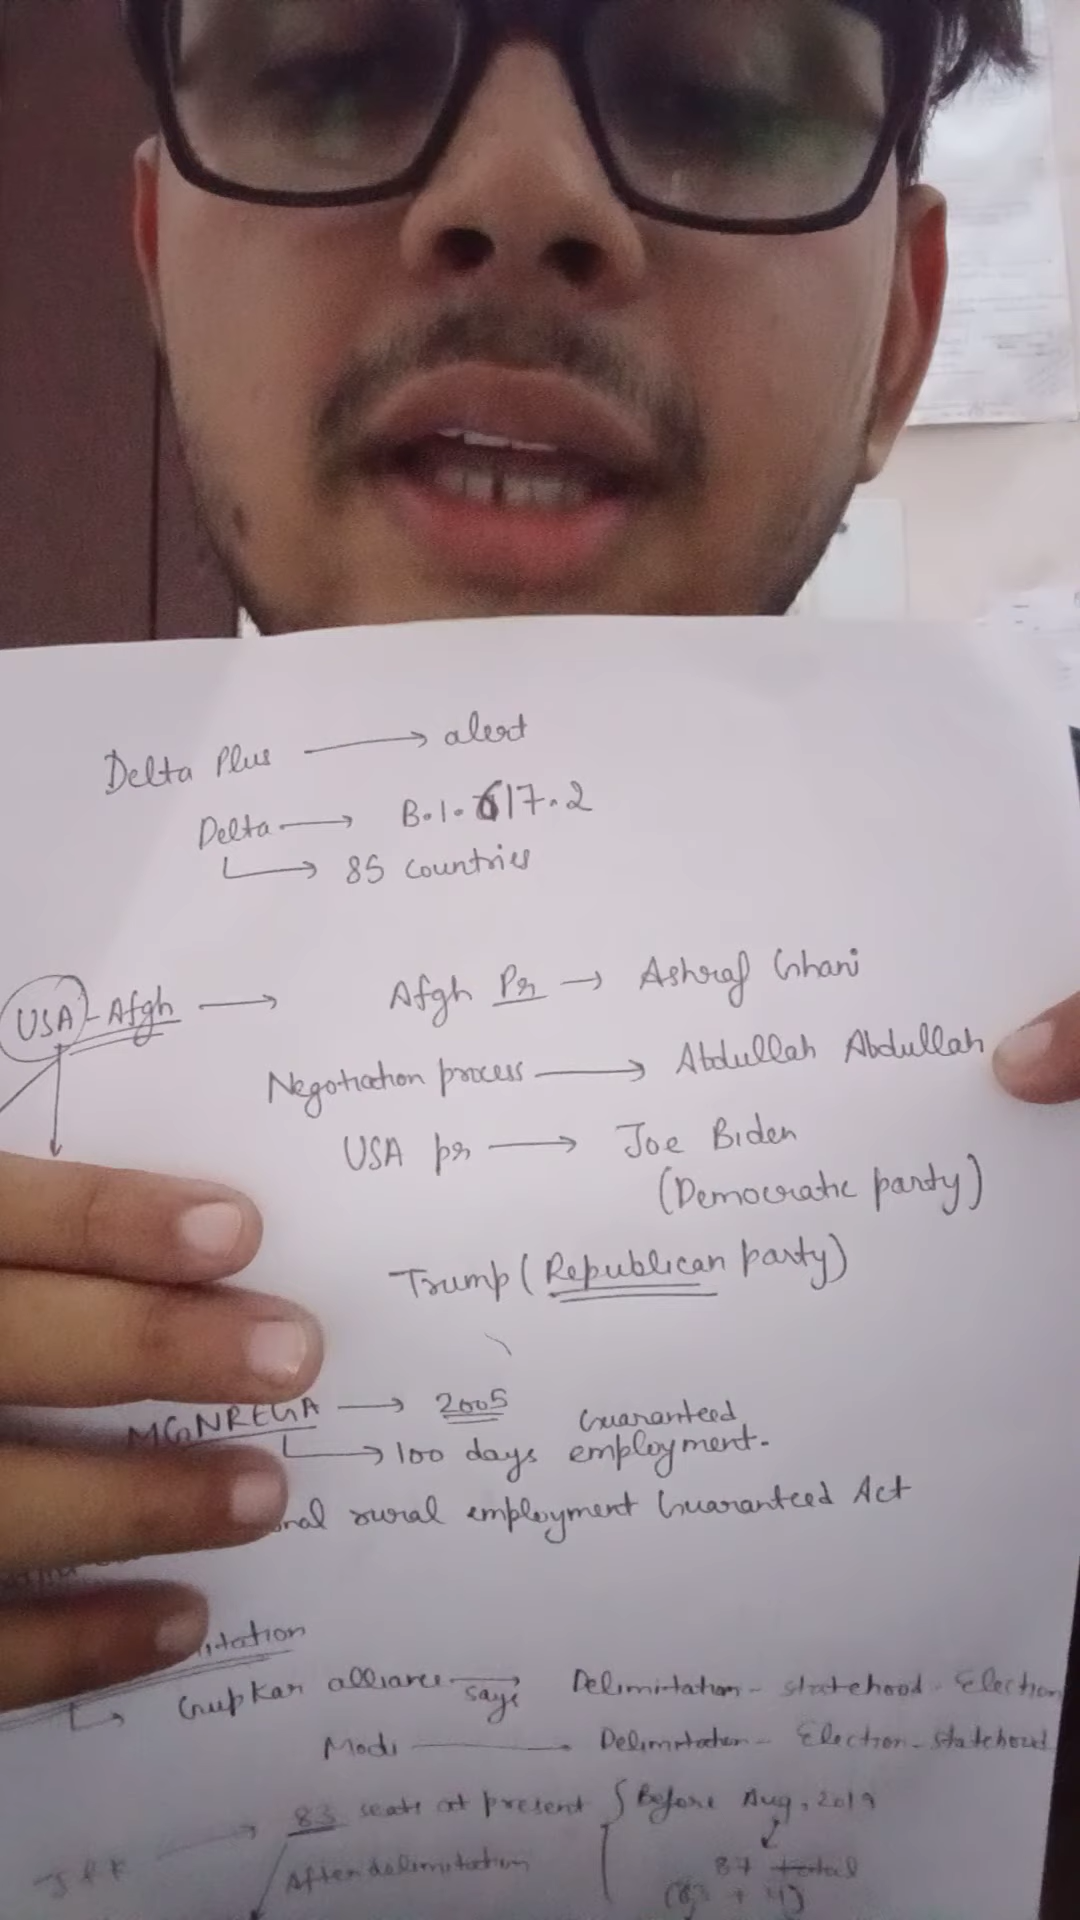 Delta Plus → alert
Delta → B.1.617.2
→ 85 countries
USA - Afgh → Afgh Pr → Ashraf Ghani
Negotiation process → Abdullah Abdullah
USA pr → Joe Biden
(Democratic party)
Trump (Republican party)
MGNREGA → 2005
→ 100 days Guaranteed employment.
onal rural employment Guaranteed Act
itation
→ Gupkar alliance says → Delimitation - statehood - Election
Modi → Delimitation - Election - statehood
J&K → 83 seats at present { Before Aug, 2019
After delimitation 87 total
+ 4)